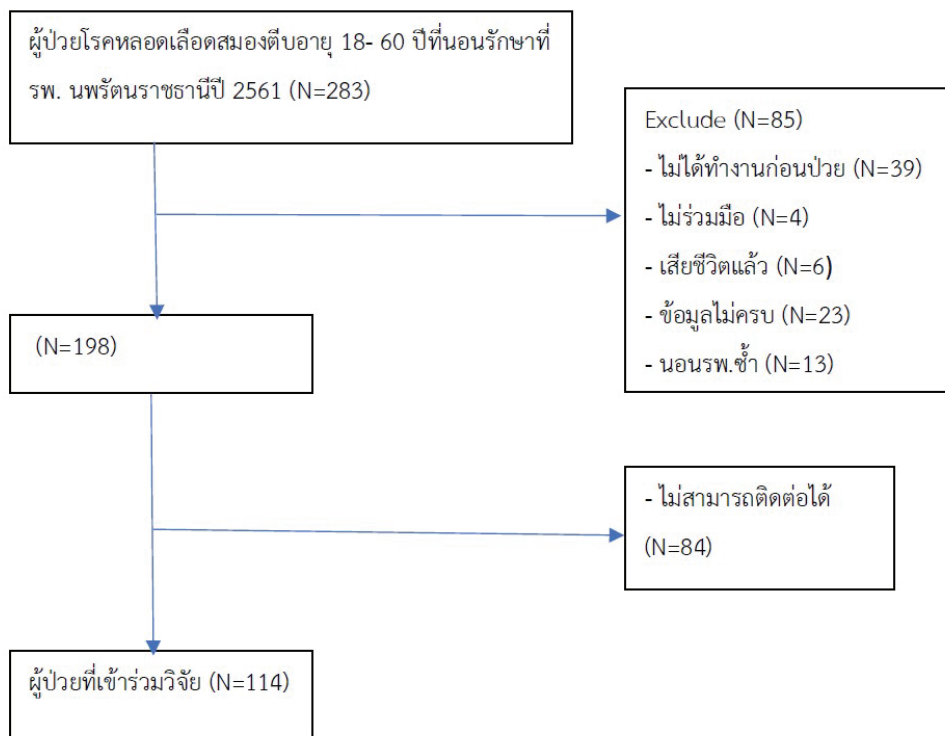 ผู้ป่วยโรคหลอดเลือดสมองตีบอายุ 18- 60 ปีที่นอนรักษาที่
รพ. นพรัตนราชธานีปี 2561 (N=283)
Exclude (N=85)
- ไม่ได้ทำงานก่อนป่วย (N=39)
- ไม่ร่วมมือ (N=4)
- เสียชีวิตแล้ว (N=6)
- ข้อมูลไม่ครบ (N=23)
- นอนรพ.ซ้ำ (N=13)
(N=198)
- ไม่สามารถติดต่อได้
(N=84)
ผู้ป่วยที่เข้าร่วมวิจัย (N=114)